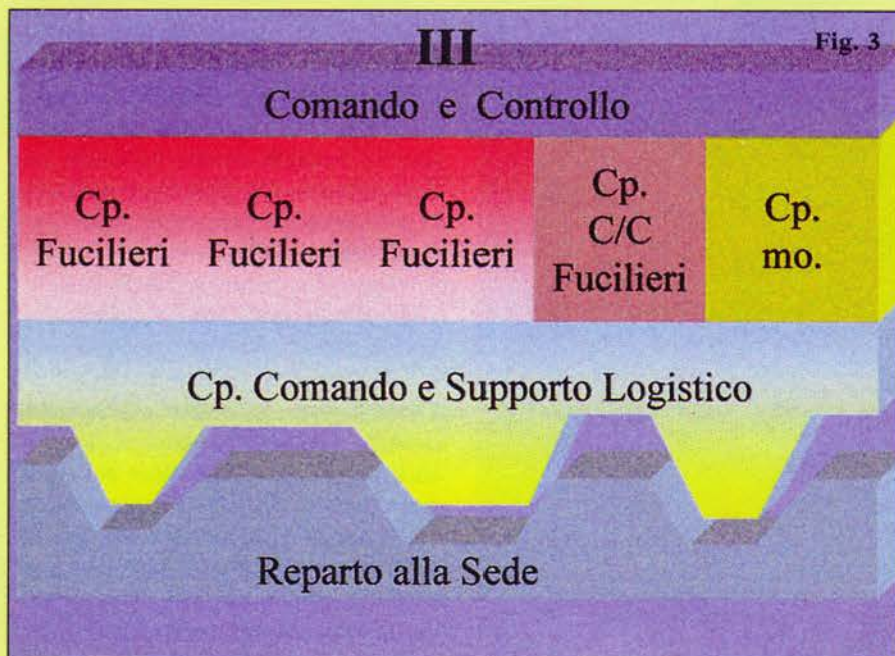 III
Fig. 3
Comando e Controllo
Cp.
Fucilieri
Cp.
Fucilieri
Cp.
Fucilieri
Cp.
C/C
Fucilieri
Cp.
mo.
Cp. Comando e Supporto Logistico
Reparto alla Sede